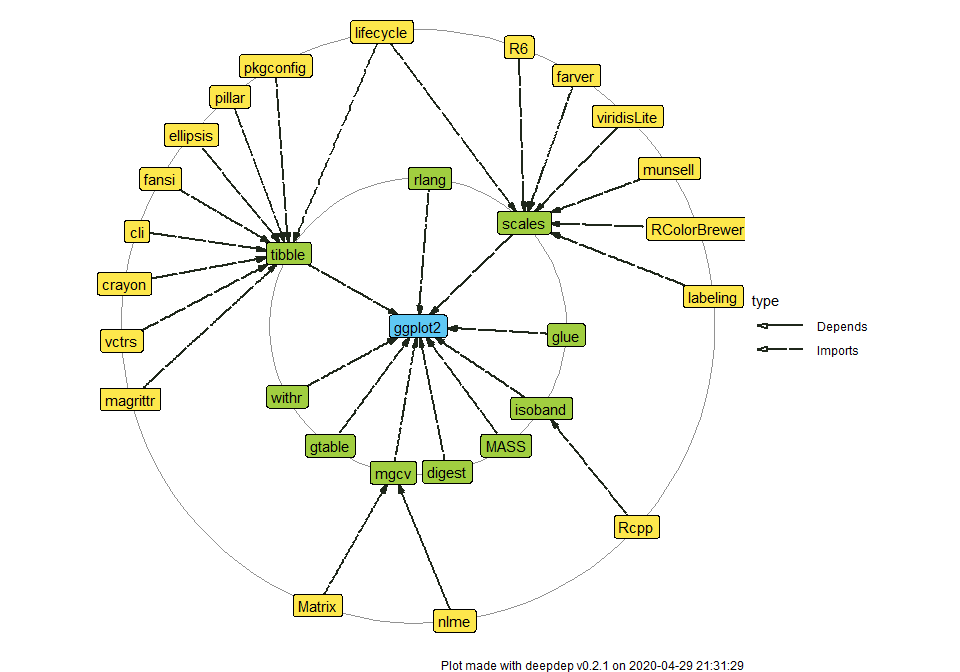 lifecycle
R6
pkgconfig
farver
pillar
viridisLite
ellipsis
munsell
fansi
rlang
scales
cli
RColorBrewer
tibble
crayon
labeling
type
ggplot2
Depends
glue
vctrs
Imports
withr
magrittr
isoband
gtable
MASS
mgcv
digest
Rcpp
Matrix
nlme
Plot made with deepdep v0.2.1 on 2020-04-29 21:31:29